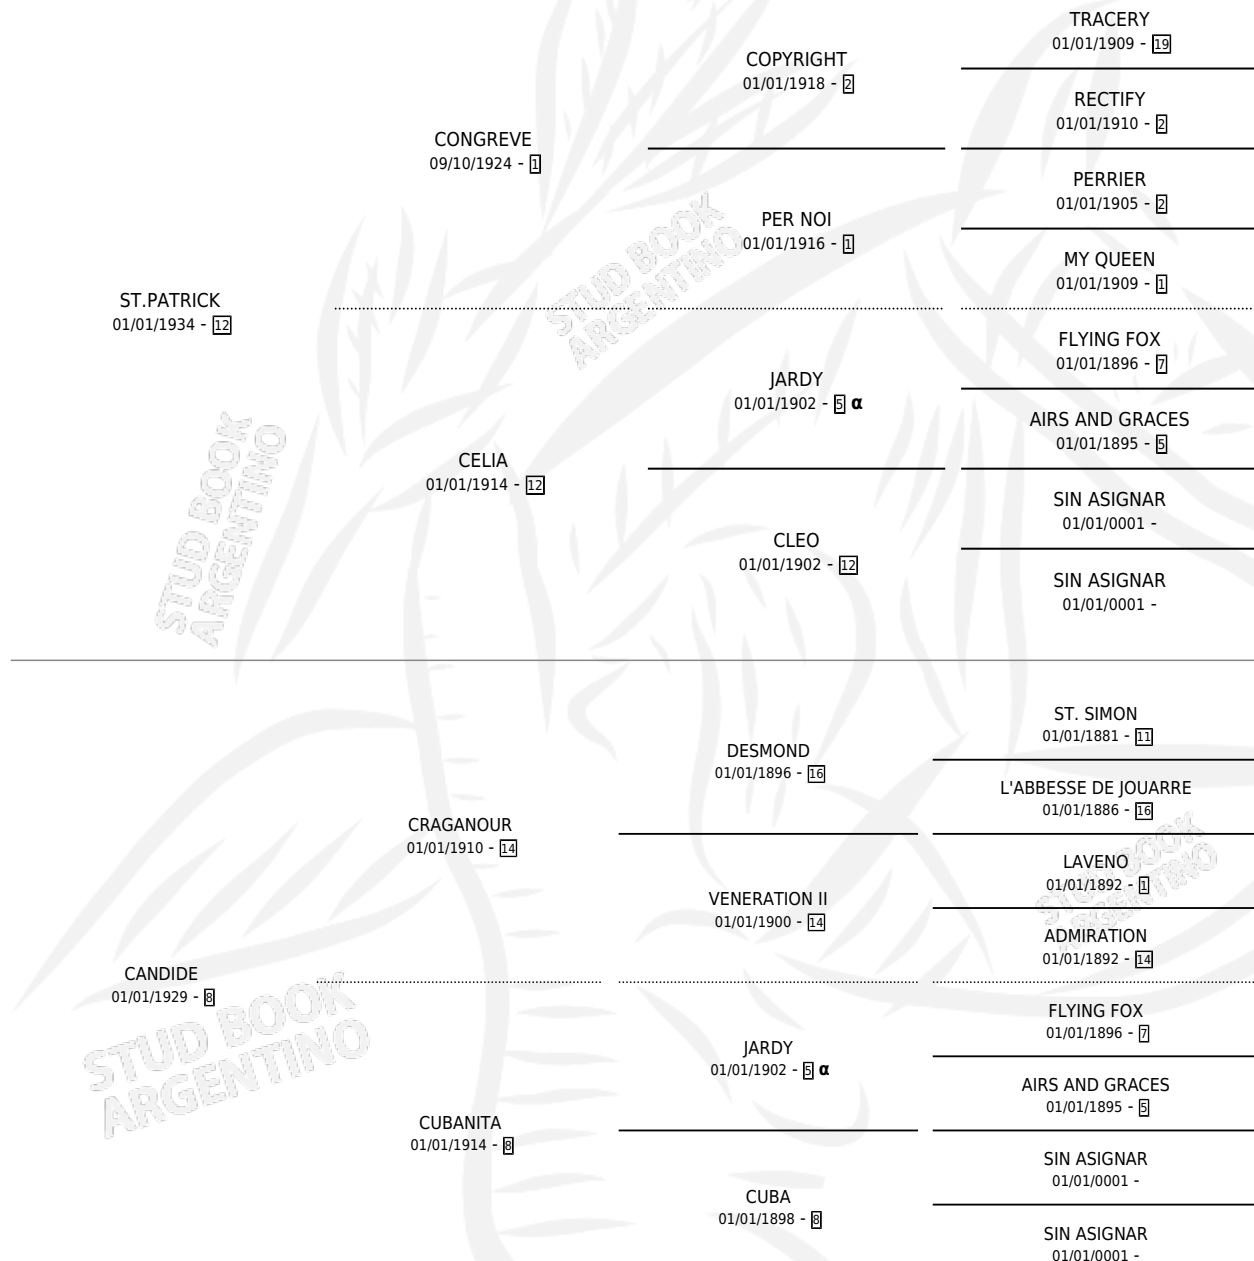 TRACERY
01/01/1909 - 19
COPYRIGHT
01/01/1918 - 2
RECTIFY
01/01/1910 - 2
CONGREVE
09/10/1924 - 1
PERRIER
01/01/1905 - 2
PER NOI
01/01/1916 - 1
MY QUEEN
01/01/1909 - 1
ST.PATRICK
01/01/1934 - 12
FLYING FOX
01/01/1896 - 7
JARDY
01/01/1902 - 5 α
AIRS AND GRACES
01/01/1895 - 5
CELIA
01/01/1914 - 12
SIN ASIGNAR
01/01/0001 -
CLEO
01/01/1902 - 12
SIN ASIGNAR
01/01/0001 -
STUD BOOK
ARGENTINO
STUD BOOK
ARGENTINO
ST. SIMON
01/01/1881 - 11
DESMOND
01/01/1896 - 16
L'ABBESSE DE JOUARRE
01/01/1886 - 16
CRAGANOUR
01/01/1910 - 14
LAVENO
01/01/1892 - 1
VENERATION II
01/01/1900 - 14
ADMIRATION
01/01/1892 - 14
CANDIDE
01/01/1929 - 8
FLYING FOX
01/01/1896 - 7
JARDY
01/01/1902 - 5 α
AIRS AND GRACES
01/01/1895 - 5
CUBANITA
01/01/1914 - 8
SIN ASIGNAR
01/01/0001 -
CUBA
01/01/1898 - 8
SIN ASIGNAR
01/01/0001 -
STUD BOOK
ARGENTINO
STUD BOOK
ARGENTINO